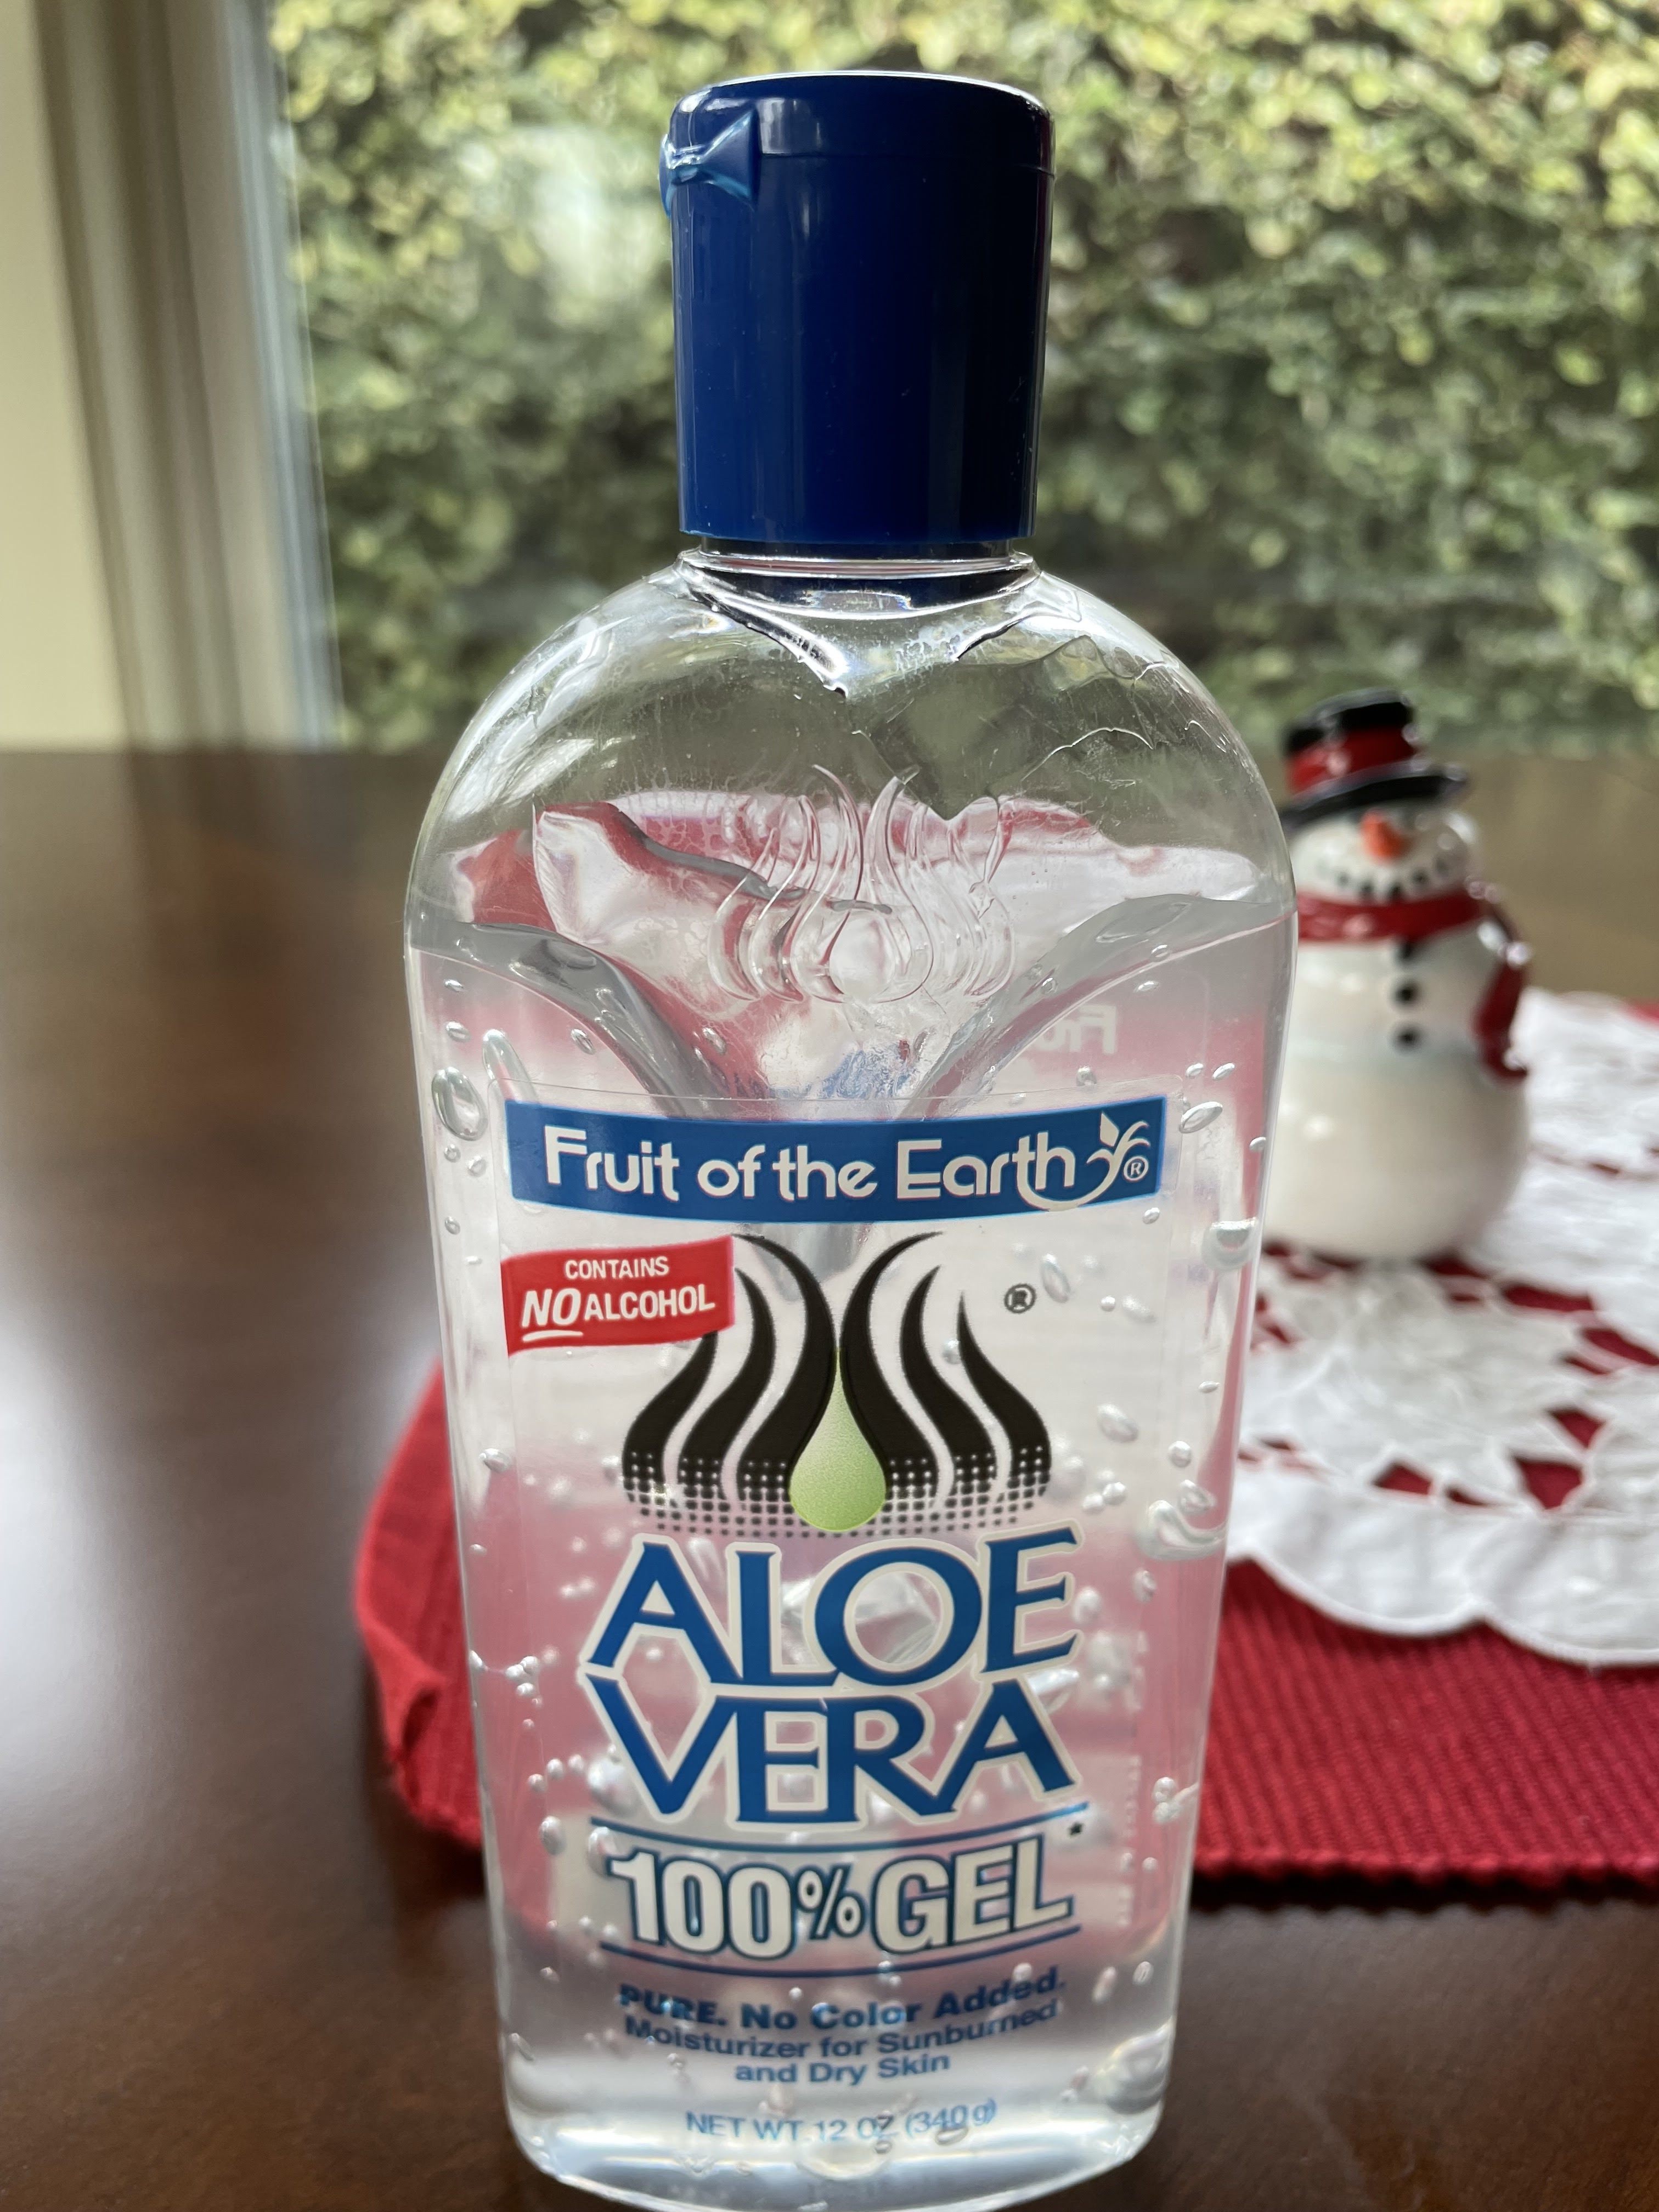 Fruit of the Earth ®
CONTAINS
NO ALCOHOL
®
ALOE
VERA
100% GEL*
PURE. No Color Added.
Moisturizer for Sunburned
and Dry Skin
NET WT. 12 OZ (340 g)